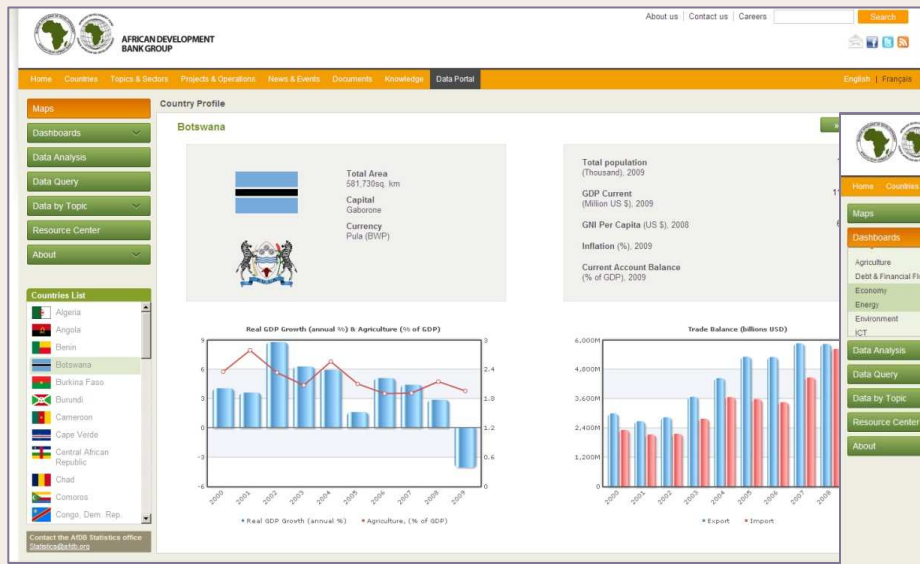 About us | Contact us | Careers
Search
AFRICAN DEVELOPMENT
BANK GROUP
Home Countries Topics & Sectors Projects & Operations News & Events Documents Knowledge Data Portal
English | Français
Maps
Dashboards
Data Analysis
Data Query
Data by Topic
Resource Center
About
Country Profile
Botswana
Total Area
581,730sq. km
Capital
Gaborone
Currency
Pula (BWP)
Total population
(Thousand), 2009
GDP Current
(Million US $), 2009
GNI Per Capita (US $), 2008
Inflation (%), 2009
Current Account Balance
(% of GDP), 2009
Countries List
Algeria
Angola
Benin
Botswana
Burkina Faso
Burundi
Cameroon
Cape Verde
Central African
Republic
Chad
Comoros
Congo, Dem. Rep.
Contact the AfDB Statistics office
Statistics@afdb.org
Real GDP Growth (annual %) & Agriculture (% of GDP)
9 3
6 2.4
3 1.8
0 1.2
-3 0.6
-6 0
2000 2001 2002 2003 2004 2005 2006 2007 2008 2009
Real GDP Growth (annual %) Agriculture, (% of GDP)
Trade Balance (billions USD)
6,000M
4,800M
3,600M
2,400M
1,200M
0
2000 2001 2002 2003 2004 2005 2006 2007 2008
Export Import
Home Countries
Maps
Dashboards
Agriculture
Debt & Financial
Economy
Energy
Environment
ICT
Data Analysis
Data Query
Data by Topic
Resource Center
About